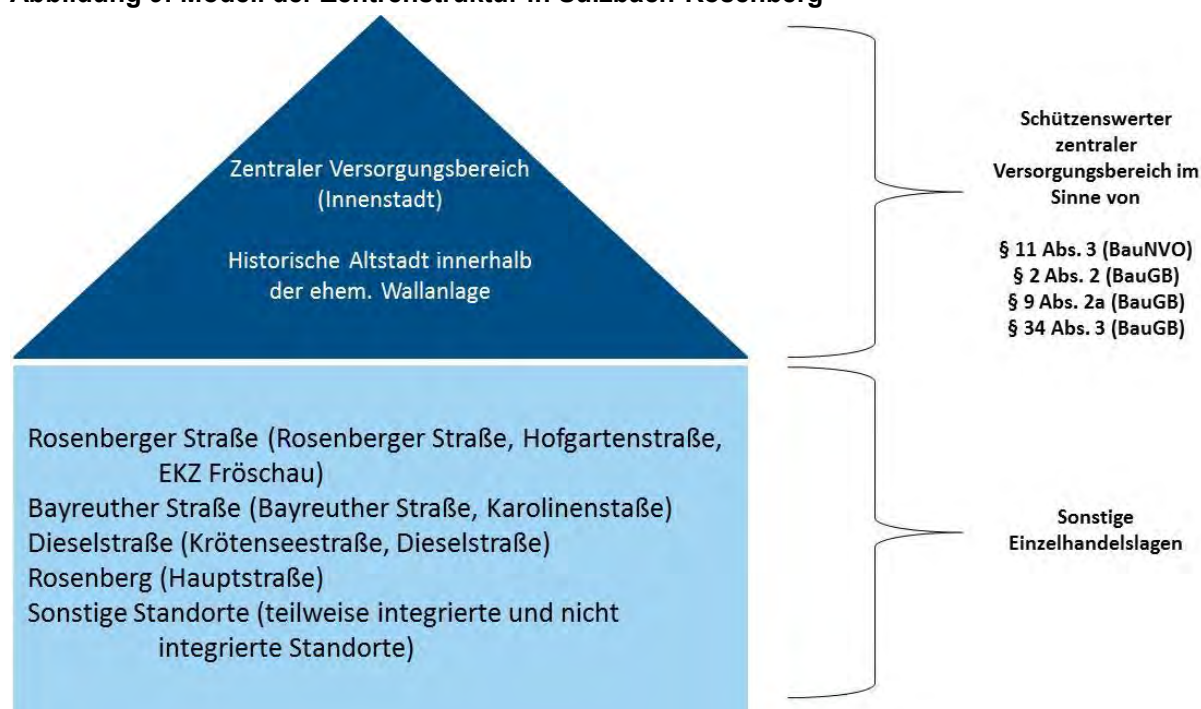 Abbildung 9: Modell der Zentrenstruktur in Sulzbach-Rosenberg
Zentraler Versorgungsbereich
(Innenstadt)
Historische Altstadt innerhalb
der ehem. Wallanlage
Schützenswerter
zentraler
Versorgungsbereich im
Sinne von
§ 11 Abs. 3 (BauNVO)
§ 2 Abs. 2 (BauGB)
§ 9 Abs. 2a (BauGB)
§ 34 Abs. 3 (BauGB)
Rosenberger Straße (Rosenberger Straße, Hofgartenstraße,
EKZ Fröschau)
Bayreuther Straße (Bayreuther Straße, Karolinenstaße)
Dieselstraße (Krötenseestraße, Dieselstraße)
Rosenberg (Hauptstraße)
Sonstige Standorte (teilweise integrierte und nicht
integrierte Standorte)
Sonstige
Einzelhandelslagen